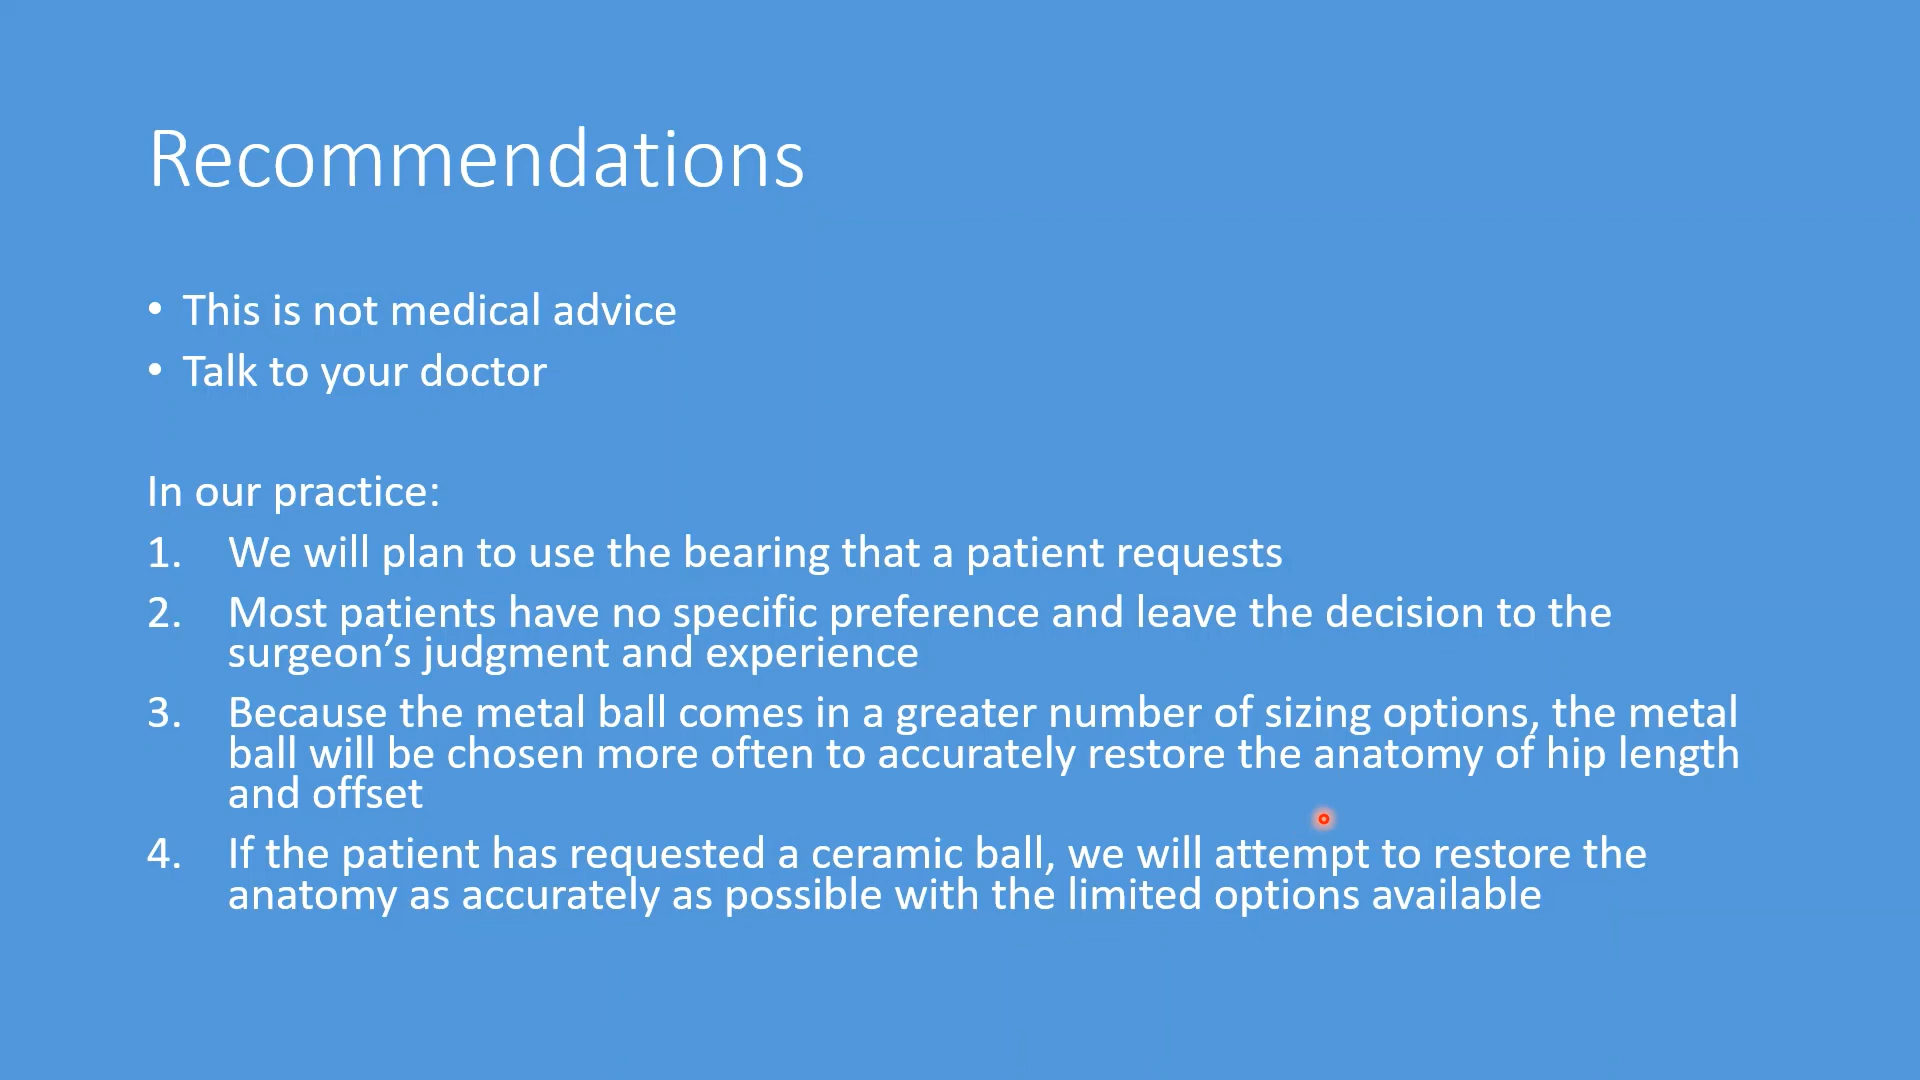 Recommendations
• This is not medical advice
• Talk to your doctor
In our practice:
1. We will plan to use the bearing that a patient requests
2. Most patients have no specific preference and leave the decision to the
surgeon’s judgment and experience
3. Because the metal ball comes in a greater number of sizing options, the metal
ball will be chosen more often to accurately restore the anatomy of hip length
and offset
4. If the patient has requested a ceramic ball, we will attempt to restore the
anatomy as accurately as possible with the limited options available